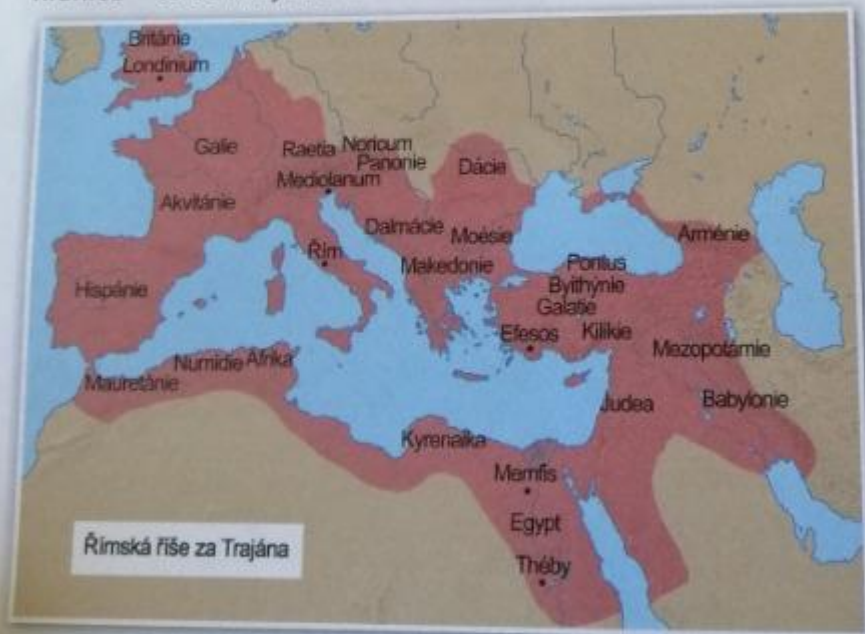 Británie
Londinium
Galie
Raetia
Noricum
Panonie
Mediolanum
Dácie
Akvitánie
Dalmácie
Moésie
Arménie
Řím
Makedonie
Pontus
Byithýnie
Galatie
Hispánie
Efesos
Kilikie
Mezopotámie
Numidie
Afrika
Mauretánie
Judea
Babylonie
Kyrenaika
Memfis
Egypt
Théby
Římská říše za Trajána